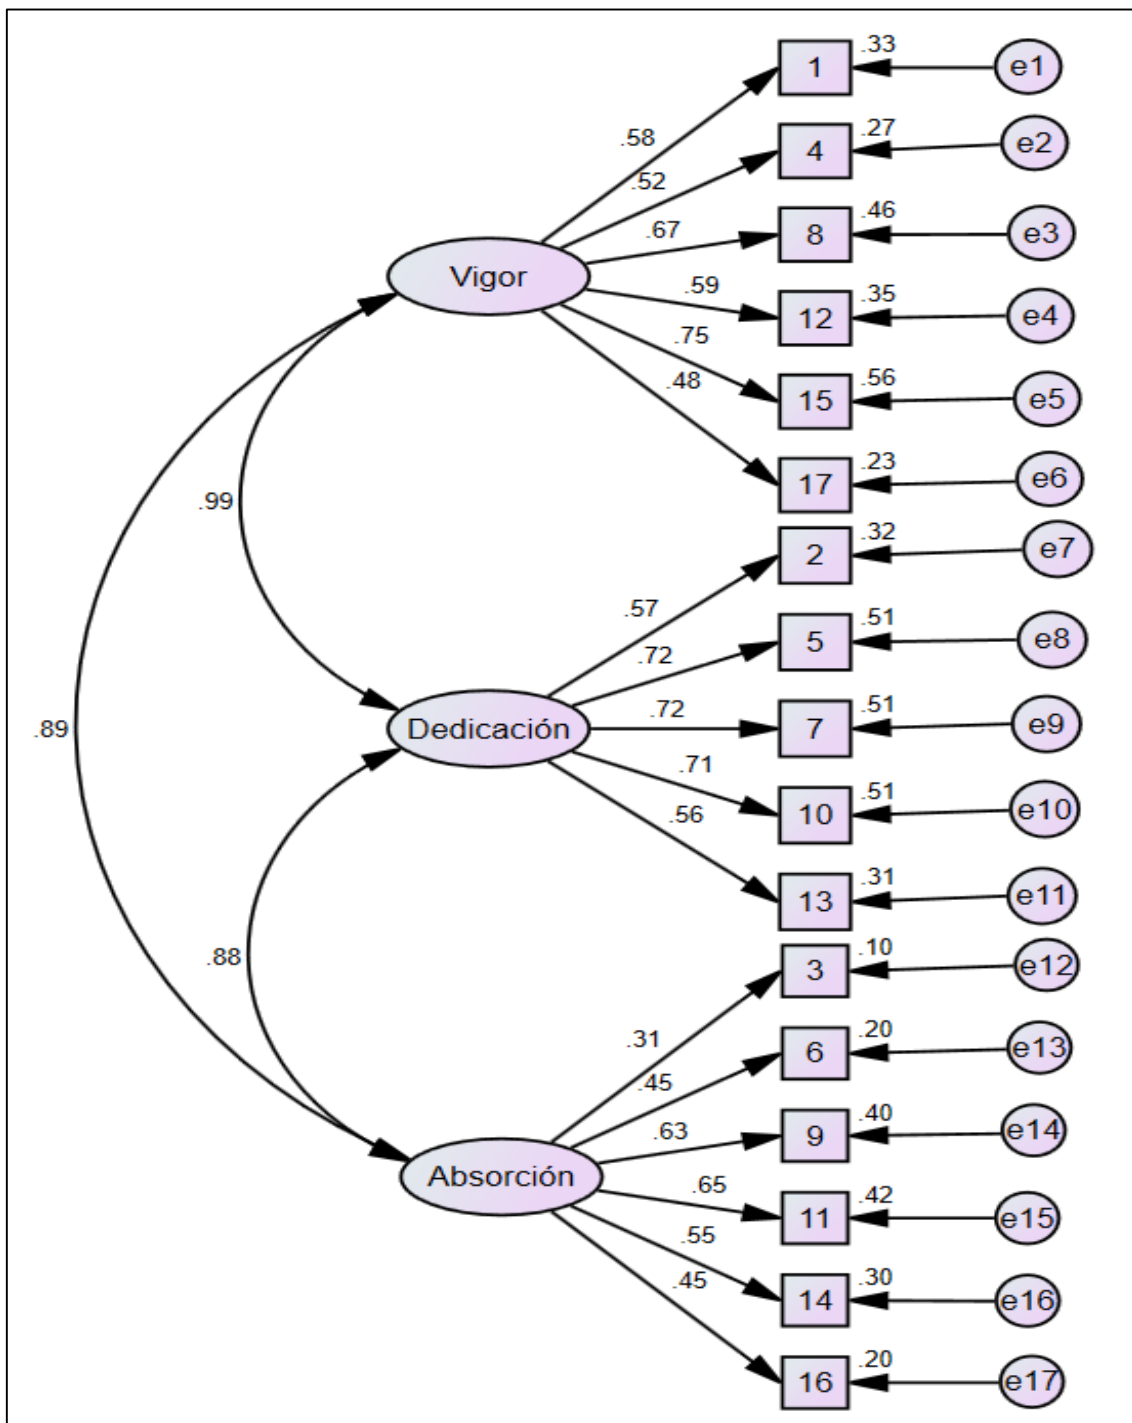 .33
1
e1
.58
.27
4
e2
.52
.46
8
e3
.67
Vigor
.59
.35
12
e4
.75
.56
15
e5
.48
.23
17
e6
.99
.32
2
e7
.57
.51
5
e8
.72
.89
Dedicación
.72
.51
7
e9
.71
.51
10
e10
.56
.31
13
e11
.88
.10
3
e12
.31
.20
6
e13
.45
.40
9
e14
.63
Absorción
.65
.42
11
e15
.55
.30
14
e16
.45
.20
16
e17